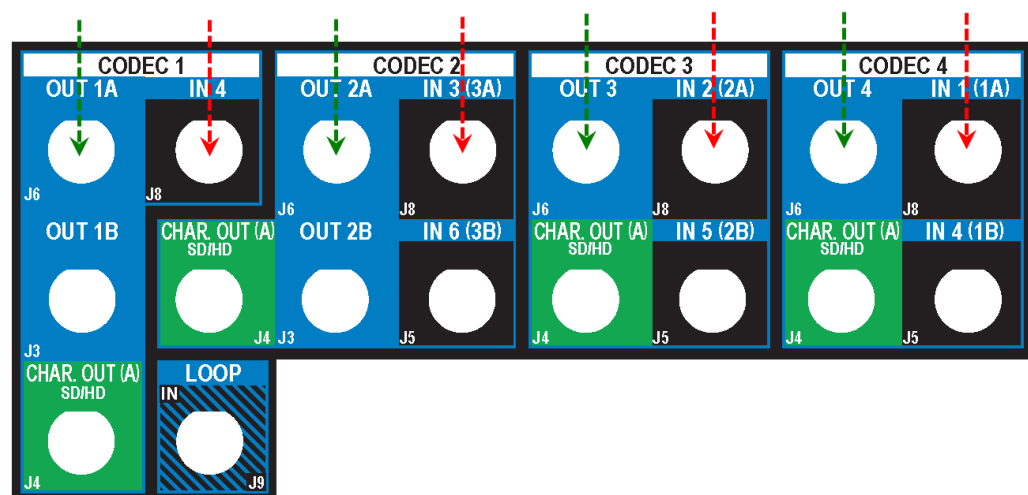 CODEC 1 CODEC 2 CODEC 3 CODEC 4
OUT 1A IN 4 OUT 2A IN 3 (3A) OUT 3 IN 2 (2A) OUT 4 IN 1 (1A)
J6 J8 J6 J8 J6 J8 J6 J8
OUT 1B CHAR. OUT (A) OUT 2B IN 6 (3B) CHAR. OUT (A) IN 5 (2B) CHAR. OUT (A) IN 4 (1B)
SD/HD SD/HD SD/HD
J3 J4 J3 J5 J4 J5 J4 J5
CHAR. OUT (A) LOOP
SD/HD IN
J4 J9